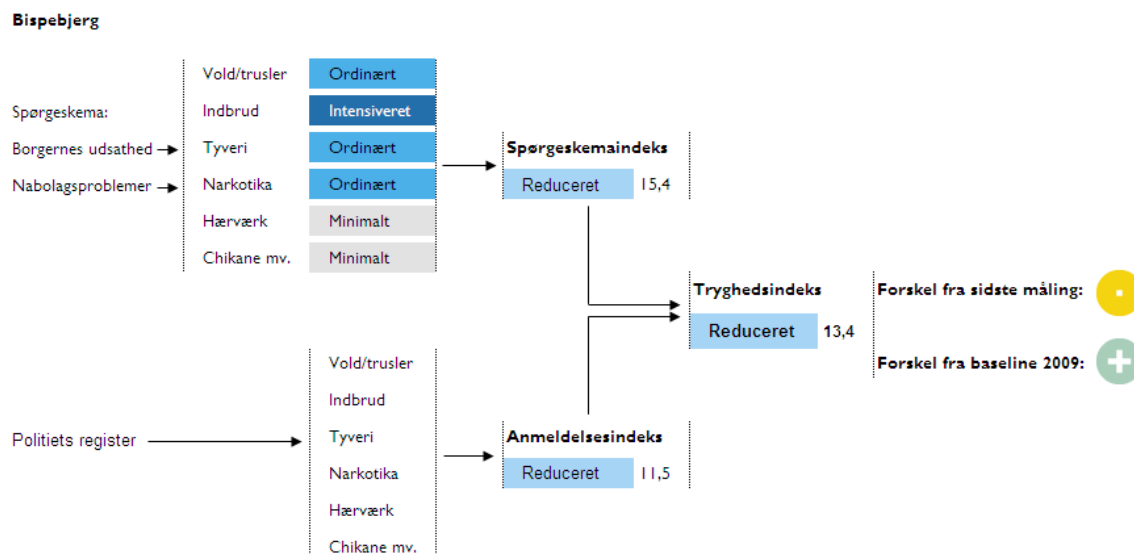 Bispebjerg
Vold/trusler Ordinært
Spørgeskema: Indbrud Intensiveret
Borgernes udsathed Tyveri Ordinært
Nabolagsproblemer Narkotika Ordinært
Hærværk Minimalt
Chikane mv. Minimalt
Spørgeskemaindeks
Reduceret 15,4
Tryghedsindeks
Reduceret 13,4
Forskel fra sidste måling:
Forskel fra baseline 2009:
Politiets register
Vold/trusler
Indbrud
Tyveri
Narkotika
Hærværk
Chikane mv.
Anmeldelsesindeks
Reduceret 11,5